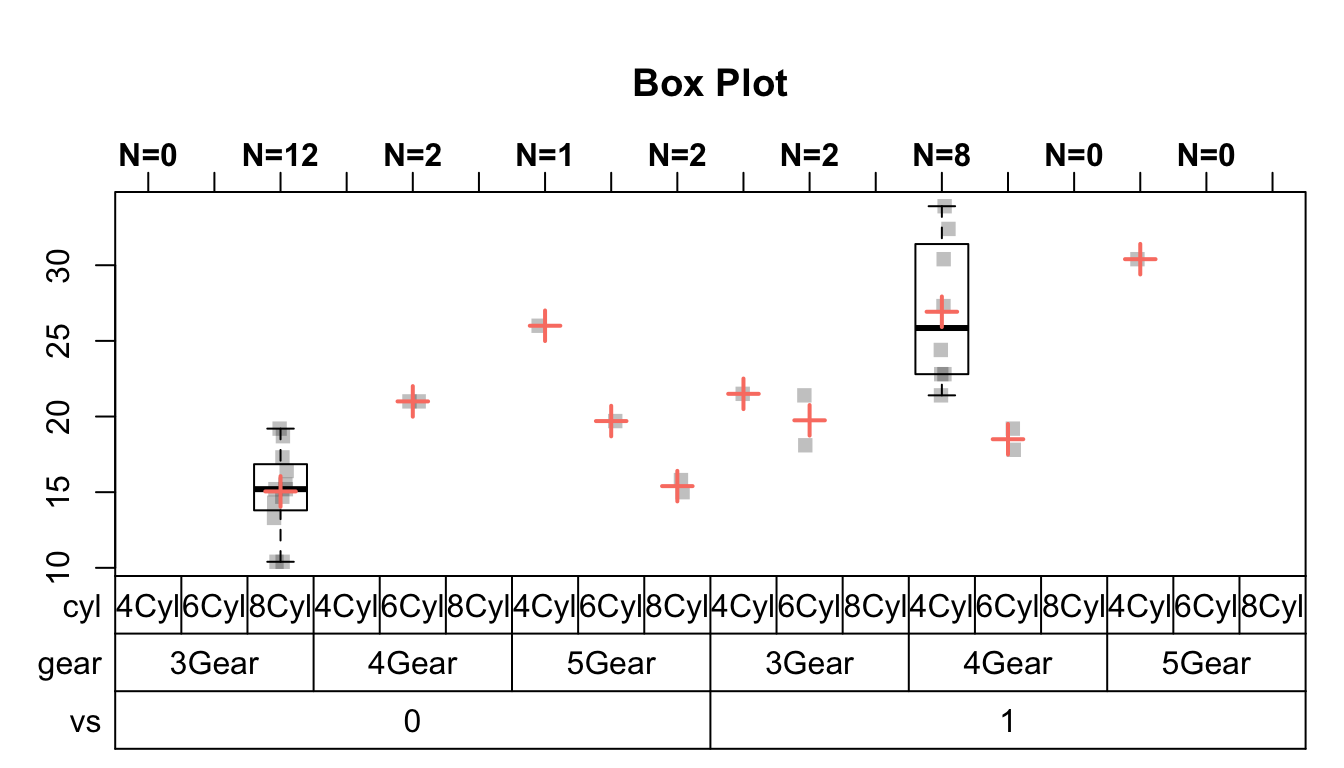 Box Plot
N=0 N=12 N=2 N=1 N=2 N=2 N=8 N=0 N=0
30
25
20
15
10
cyl 4Cyl 6Cyl 8Cyl 4Cyl 6Cyl 8Cyl 4Cyl 6Cyl 8Cyl 4Cyl 6Cyl 8Cyl 4Cyl 6Cyl 8Cyl 4Cyl 6Cyl 8Cyl
gear 3Gear 4Gear 5Gear 3Gear 4Gear 5Gear
vs 0 1